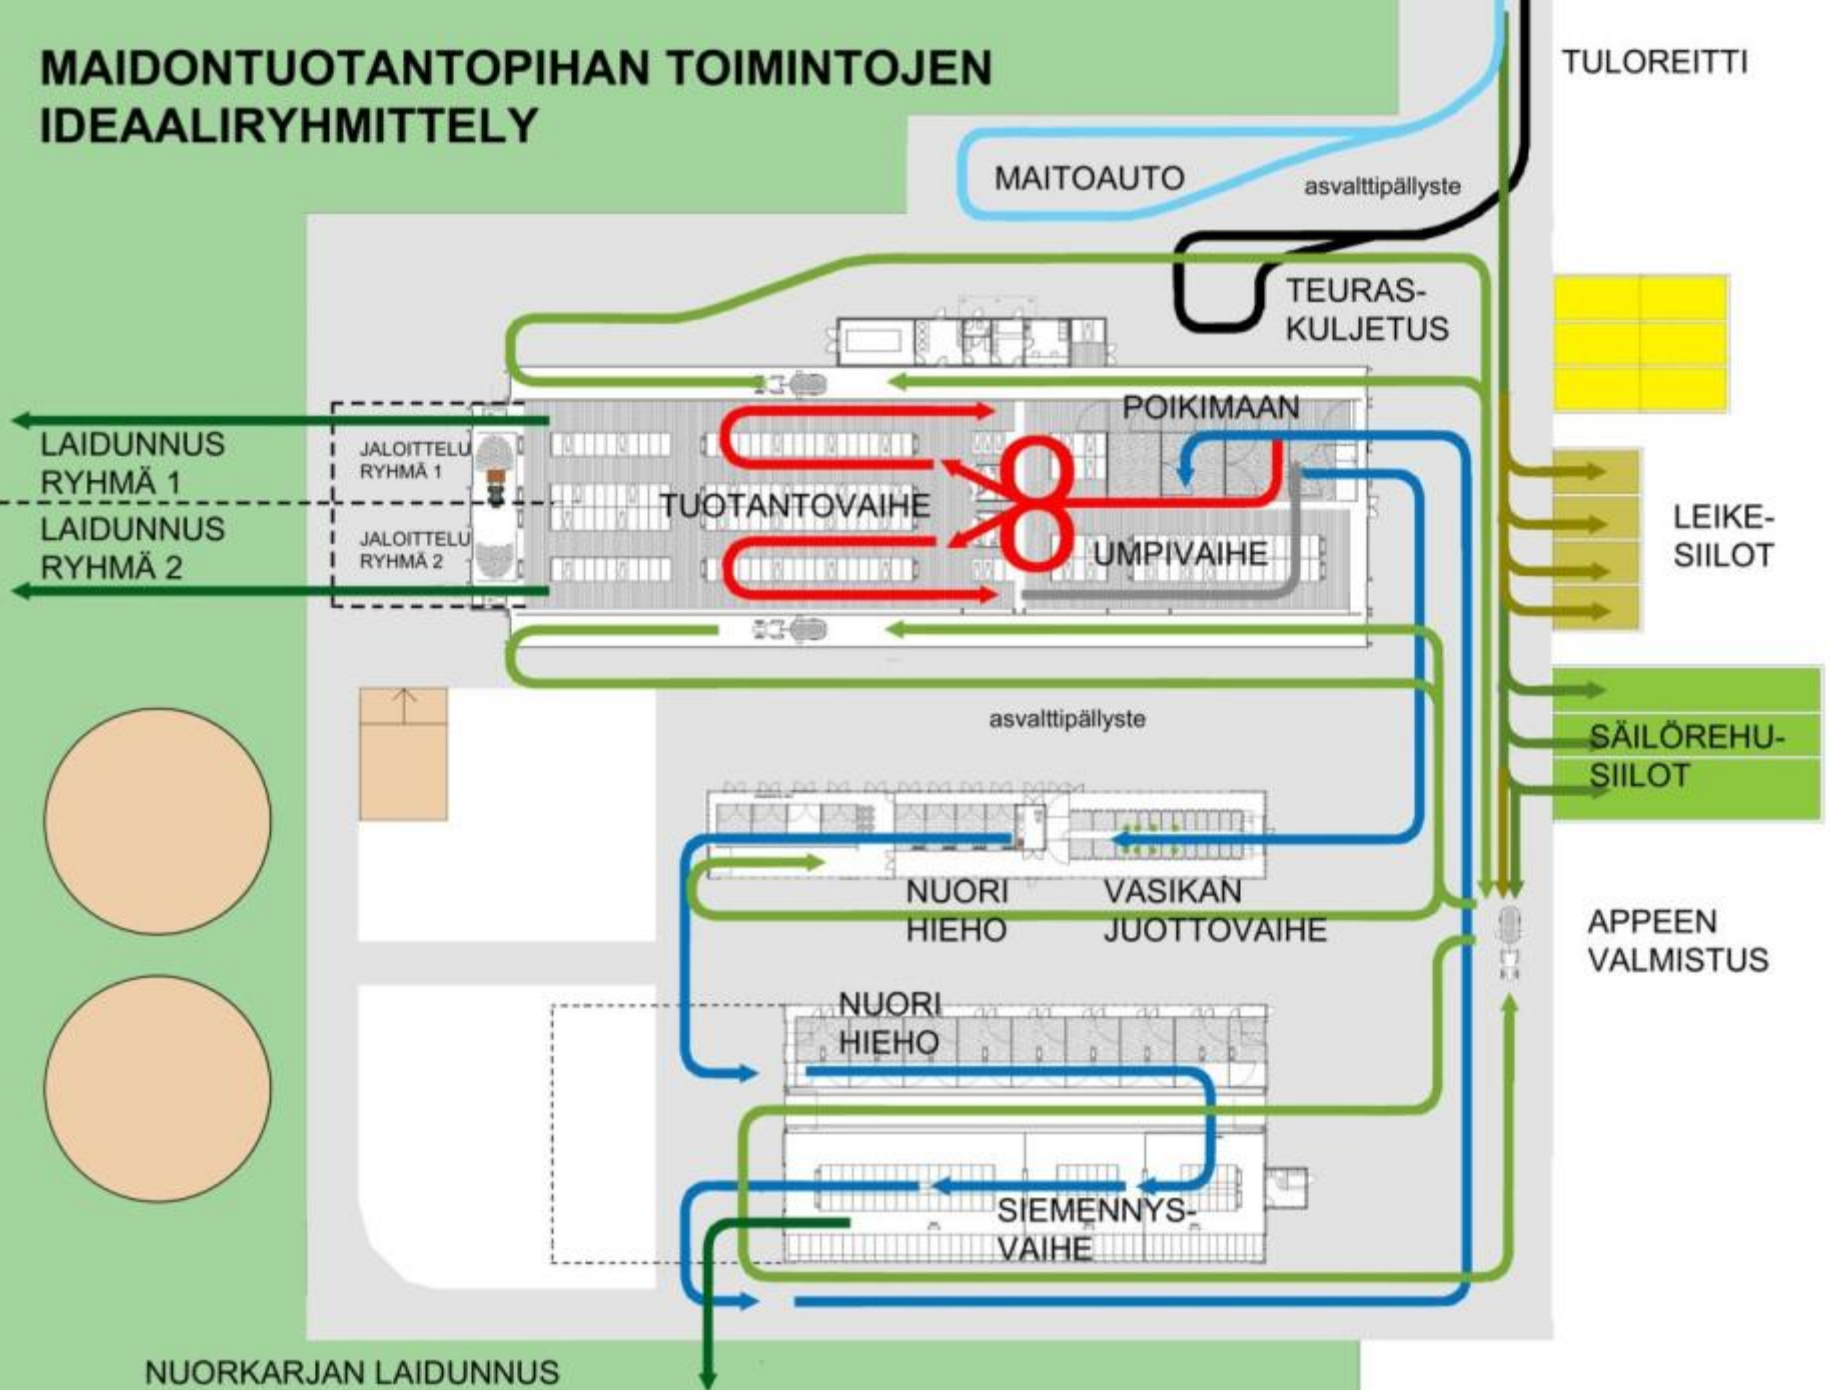 MAIDONTUOTANTOPIHAN TOIMINTOJEN
IDEAALIRYHMITTELY
TULOREITTI
MAITOAUTO
asvalttipällyste
TEURAS-
KULJETUS
POIKIMAAN
LAIDUNNUS
RYHMÄ 1
JALOITTELU
RYHMÄ 1
TUOTANTOVAIHE
LAIDUNNUS
RYHMÄ 2
JALOITTELU
RYHMÄ 2
UMPIVAIHE
LEIKE-
SIILOT
asvalttipällyste
SÄILÖREHU-
SIILOT
NUORI
HIEHO
VASIKAN
JUOTTOVAIHE
APPEEN
VALMISTUS
NUORI
HIEHO
SIEMENNYS-
VAIHE
NUORKARJAN LAIDUNNUS